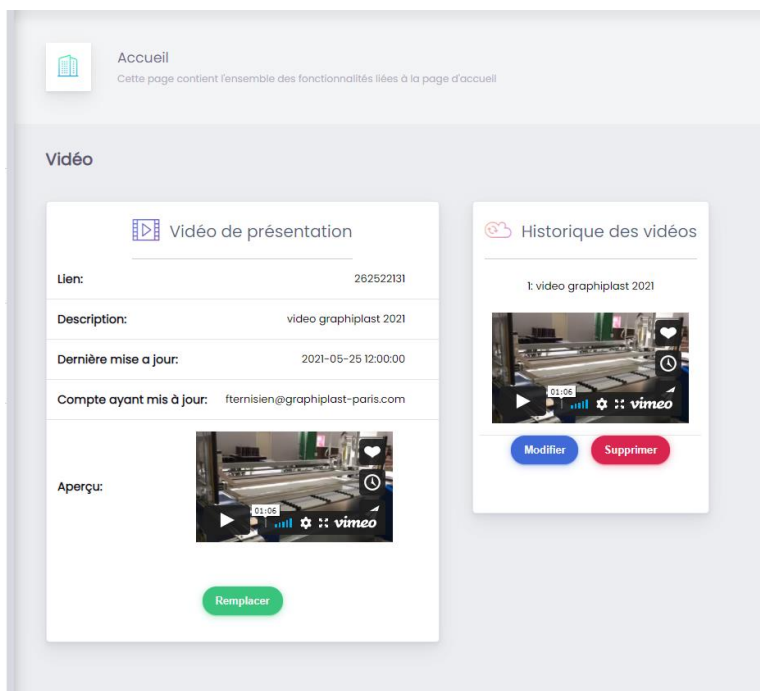 Accueil
Cette page contient l'ensemble des fonctionnalités liées à la page d'accueil
Vidéo
Vidéo de présentation
Lien: 262522131
Description: video graphiplast 2021
Dernière mise a jour: 2021-05-25 12:00:00
Compte ayant mis à jour: fternisien@graphiplast-paris.com
Aperçu:
01:06
vimeo
Remplacer
Historique des vidéos
1: video graphiplast 2021
01:06
vimeo
Modifier Supprimer